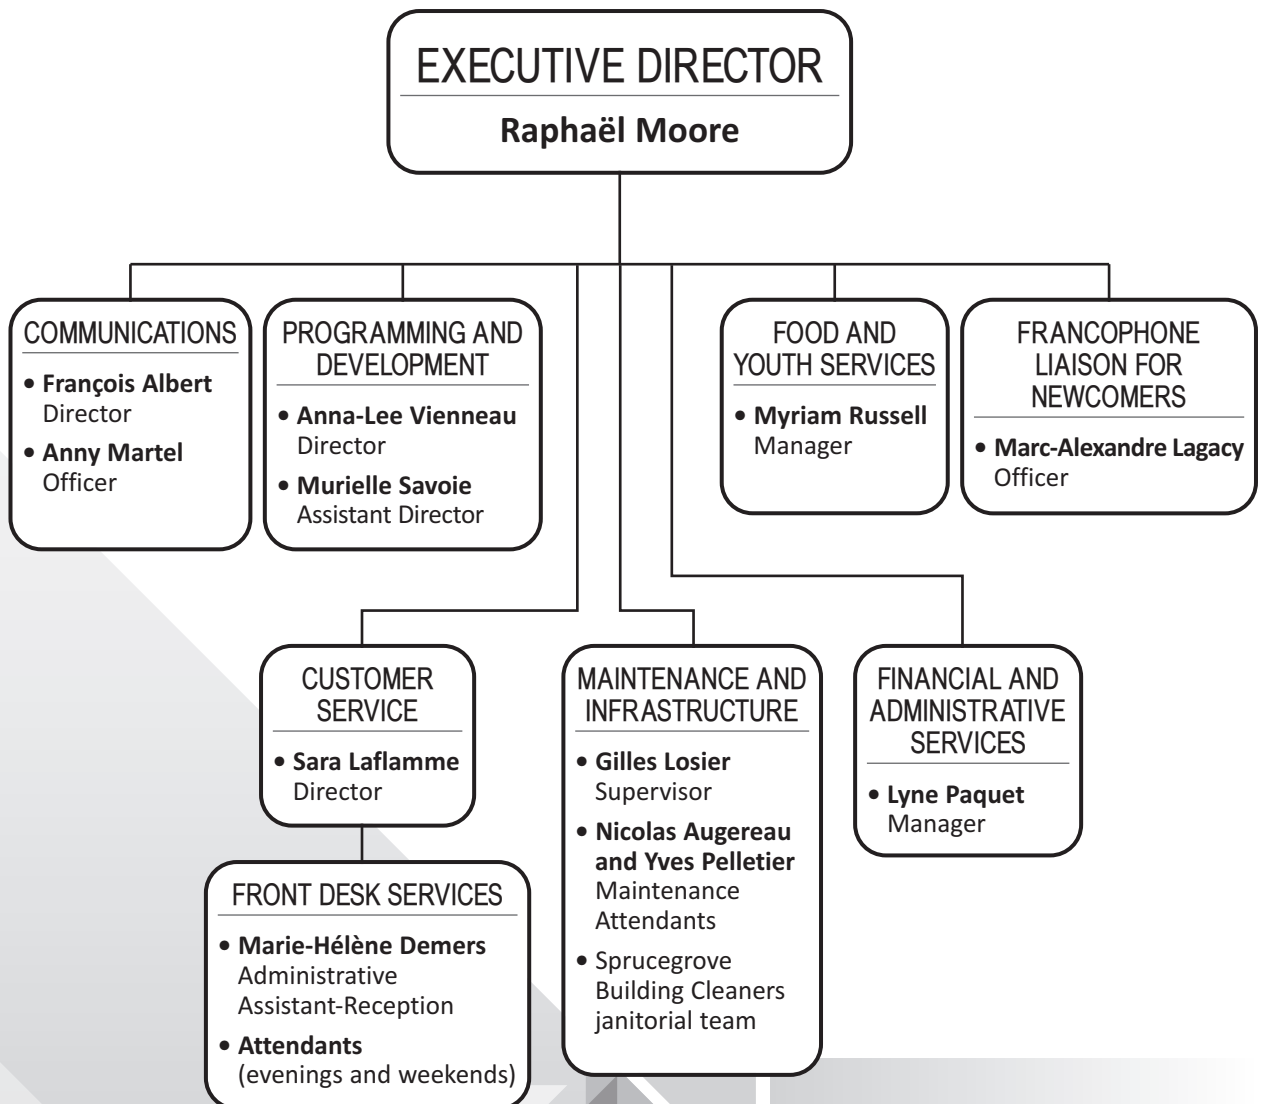 EXECUTIVE DIRECTOR
Raphaël Moore
COMMUNICATIONS
• François Albert
Director
• Anny Martel
Officer
PROGRAMMING AND
DEVELOPMENT
• Anna-Lee Vienneau
Director
• Murielle Savoie
Assistant Director
FOOD AND
YOUTH SERVICES
• Myriam Russell
Manager
FRANCOPHONE
LIAISON FOR
NEWCOMERS
• Marc-Alexandre Lagacy
Officer
CUSTOMER
SERVICE
• Sara Laflamme
Director
FRONT DESK SERVICES
• Marie-Hélène Demers
Administrative
Assistant-Reception
• Attendants
(evenings and weekends)
MAINTENANCE AND
INFRASTRUCTURE
• Gilles Losier
Supervisor
• Nicolas Augereau
and Yves Pelletier
Maintenance
Attendants
• Sprucegrove
Building Cleaners
janitorial team
FINANCIAL AND
ADMINISTRATIVE
SERVICES
• Lyne Paquet
Manager